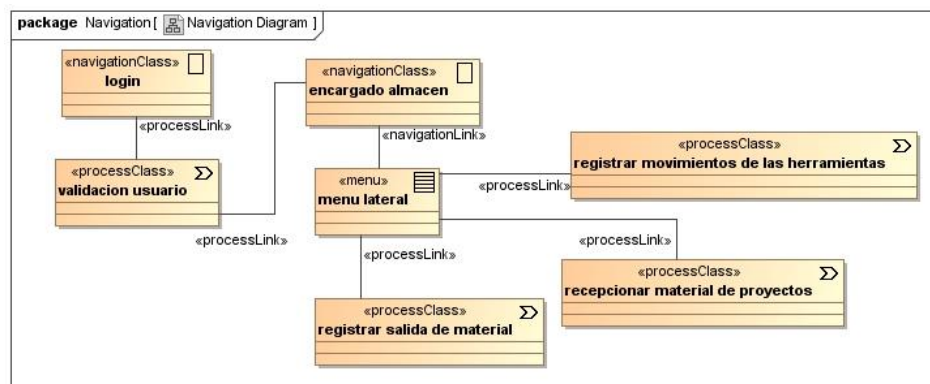 package Navigation [ Navigation Diagram ]
«navigationClass»
login
«processLink»
«processClass»
validacion usuario
«processLink»
«navigationClass»
encargado almacen
«navigationLink»
«menu»
menu lateral
«processLink»
«processClass»
registrar movimientos de las herramientas
«processLink»
«processClass»
recepcionar material de proyectos
«processLink»
«processClass»
registrar salida de material